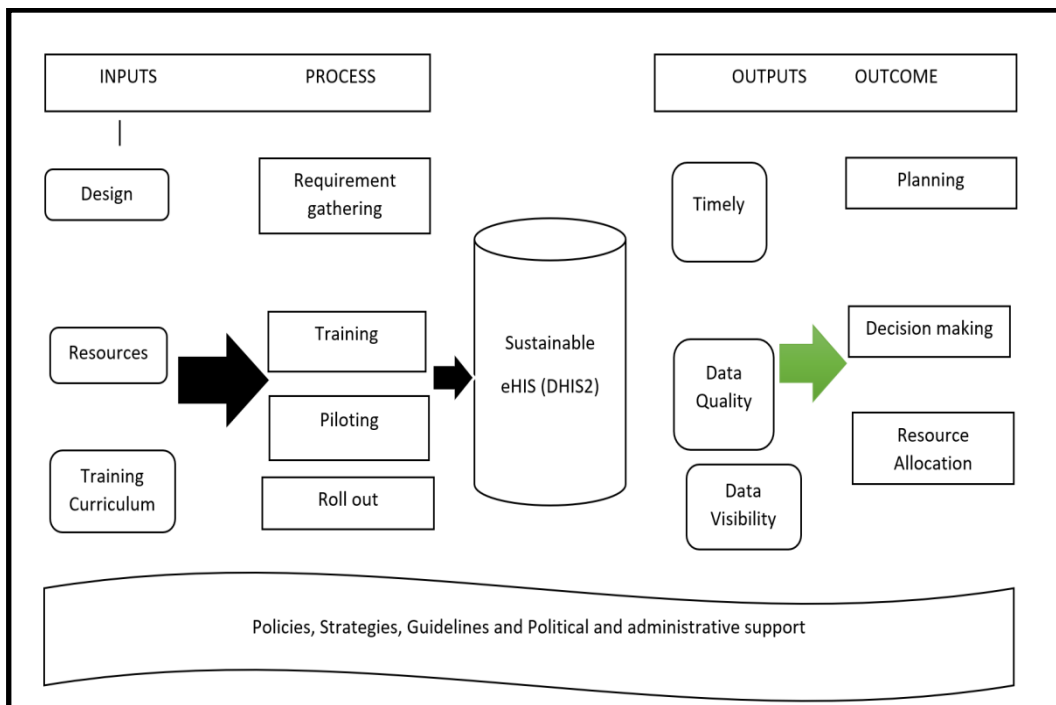 INPUTS PROCESS
OUTPUTS OUTCOME
Design
Requirement
gathering
Timely
Planning
Resources
Training
Piloting
Sustainable
eHIS (DHIS2)
Data
Quality
Decision making
Training
Curriculum
Roll out
Data
Visibility
Resource
Allocation
Policies, Strategies, Guidelines and Political and administrative support